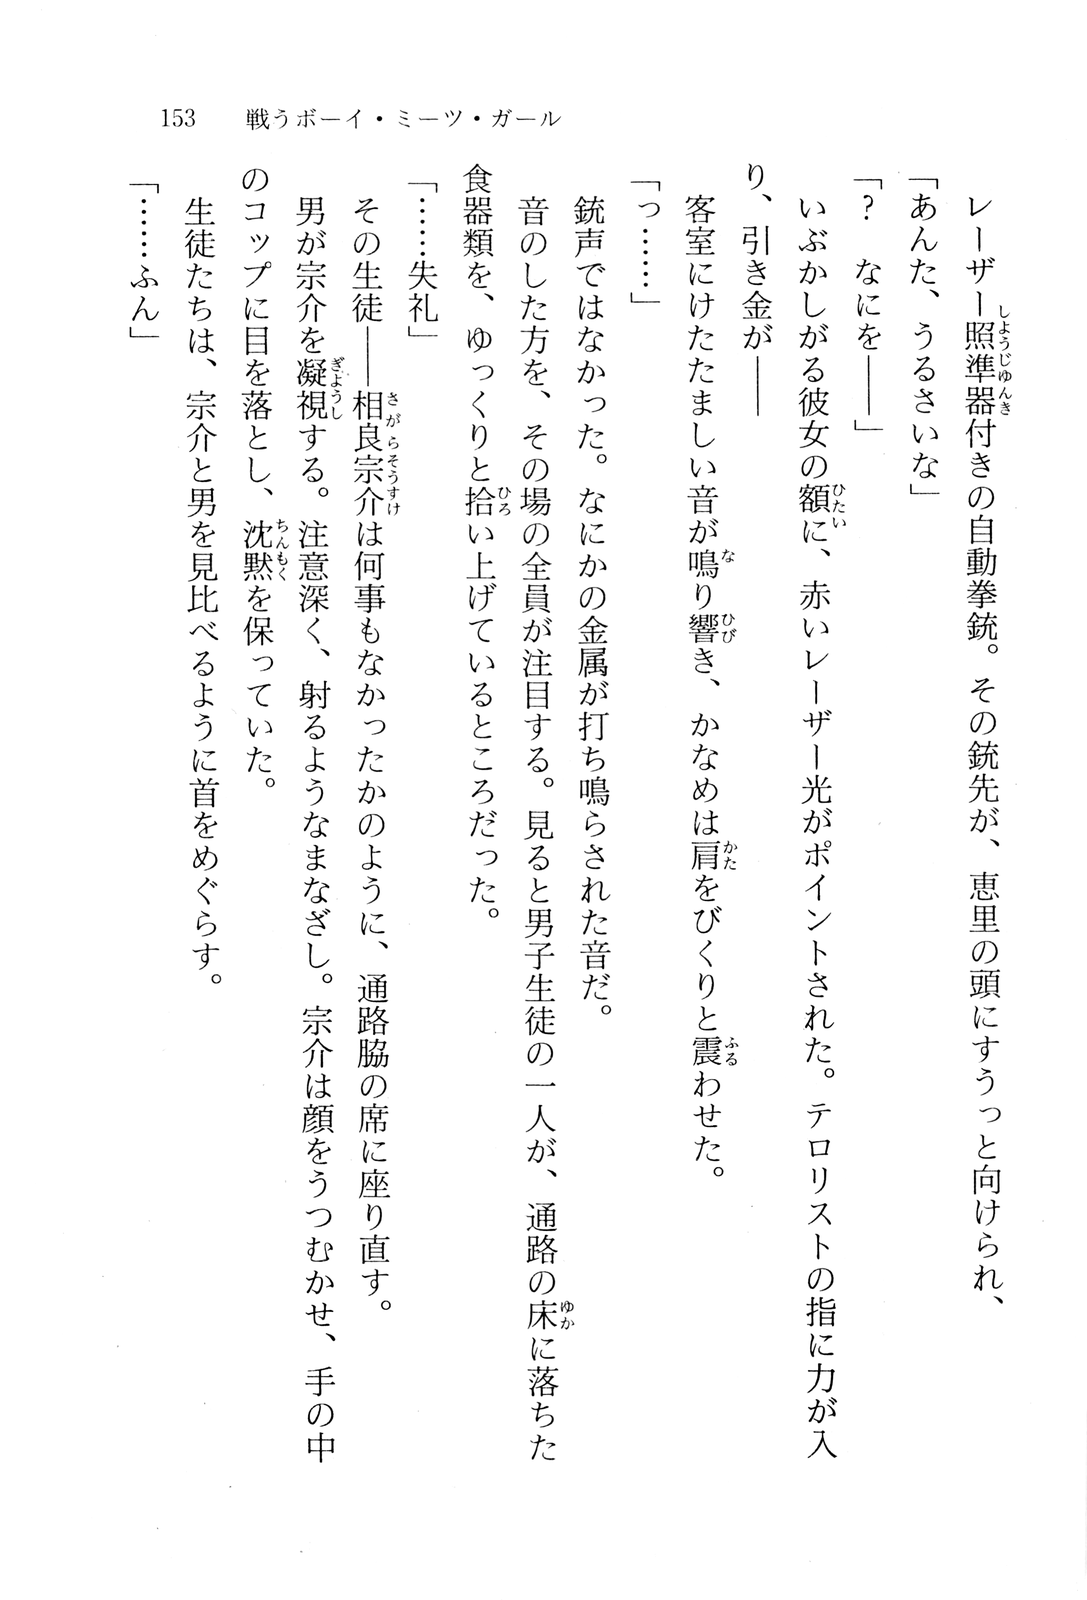 153　戦うボーイ・ミーツ・ガール
レーザー照準器付きの自動拳銃。その銃先が、恵里の頭にすうっと向けられ、
「あんた、うるさいな」
「？　なにを――」
いぶかしがる彼女の額に、赤いレーザー光がポイントされた。テロリストの指に力が入
り、引き金が――
客室にけたたましい音が鳴り響き、かなめは肩をびくりと震わせた。
「っ……」
銃声ではなかった。なにかの金属が打ち鳴らされた音だ。
音のした方を、その場の全員が注目する。見ると男子生徒の一人が、通路の床に落ちた
食器類を、ゆっくりと拾い上げているところだった。
「……失礼」
その生徒――相良宗介は何事もなかったかのように、通路脇の席に座り直す。
男が宗介を凝視する。注意深く、射るようなまなざし。宗介は顔をうつむかせ、手の中
のコップに目を落とし、沈黙を保っていた。
生徒たちは、宗介と男を見比べるように首をめぐらす。
「……ふん」